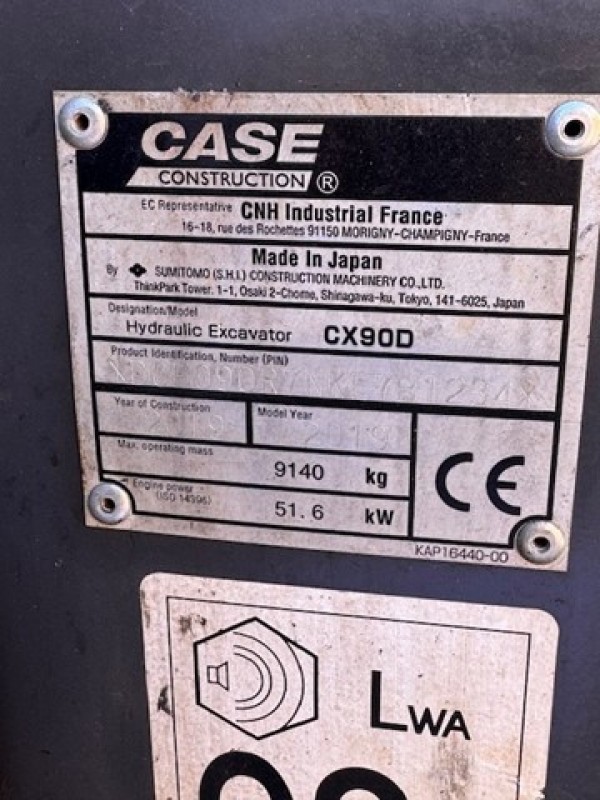 CASE
CONSTRUCTION ®
EC Representative CNH Industrial France
16-18, rue des Rochettes 91150 MORIGNY-CHAMPIGNY-France
Made In Japan
By SUMITOMO (S.H.I.) CONSTRUCTION MACHINERY CO.,LTD.
ThinkPark Tower. 1-1, Osaki 2-Chome, Shinagawa-ku, Tokyo, 141-6025, Japan
Designation/Model
Hydraulic Excavator CX90D
Product Identification, Number (PIN)
Year of Construction Model Year
2019 2019
Max. operating mass
9140 kg
Engine power
(ISO 14396)
51.6 kW
CE
KAP16440-00
LWA